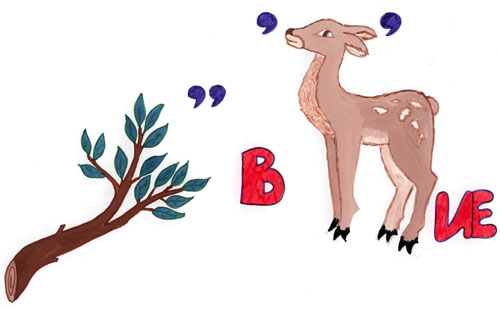 ,, В , , ИЕ